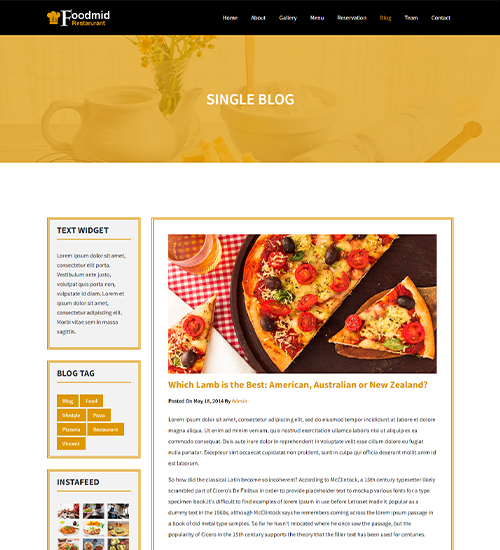 Foodmid
Restaurant
Home About Gallery Menu Reservation Blog Team Contact
SINGLE BLOG
TEXT WIDGET
Lorem ipsum dolor sit amet,
consectetur elit porta.
Vestibulum ante justo,
volutpat quis porta non,
vulputate id diam. Lorem et
ipsum dolor sit amet,
consectetur adipiscing elit.
Morbi vitae sem in massa
sagittis.
BLOG TAG
Blog Food
lifestyle Pizza
Pizzeria Restaurant
Vincent
INSTAFEED
Which Lamb is the Best: American, Australian or New Zealand?
Posted On May 18, 2014 By Admin
Lorem ipsum dolor sit amet, consectetur adipiscing elit, sed do eiusmod tempor incididunt ut labore et dolore
magna aliqua. Ut enim ad minim veniam, quis nostrud exercitation ullamco laboris nisi ut aliquip ex ea
commodo consequat. Duis aute irure dolor in reprehenderit in voluptate velit esse cillum dolore eu fugiat
nulla pariatur. Excepteur sint occaecat cupidatat non proident, sunt in culpa qui officia deserunt mollit anim id
est laborum.
So how did the classical Latin become so incoherent? According to McClintock, a 15th century typesetter likely
scrambled part of Cicero's De Finibus in order to provide placeholder text to mockup various fonts for a type
specimen book.It's difficult to find examples of lorem ipsum in use before Letraset made it popular as a
dummy text in the 1960s, although McClintock says he remembers coming across the lorem ipsum passage in
a book of old metal type samples. So far he hasn't relocated where he once saw the passage, but the
popularity of Cicero in the 15th century supports the theory that the filler text has been used for centuries.